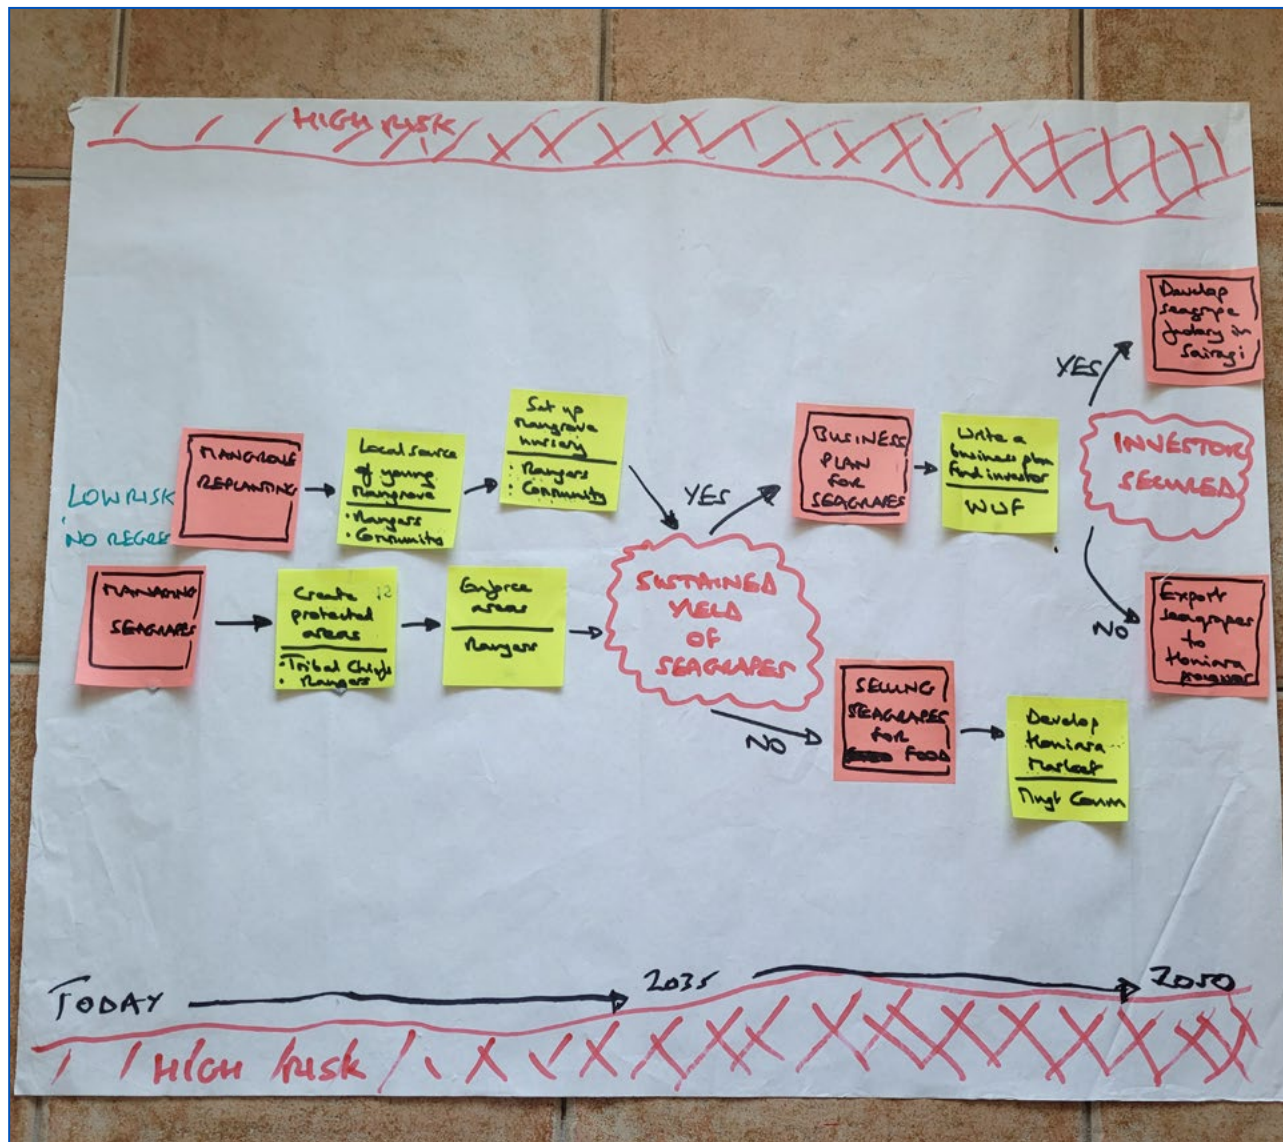 HIGH RISK
Develop
seagrape
factory in
Sairagi
YES
Set up
Mangrove
nursery
• Rangers
• Community
Local source
of young
Mangrove
• Rangers
• Community
MANGROVE
REPLANTING
LOW RISK
NO REGRE
YES
BUSINESS
PLAN
FOR
SEAGRAPES
Write a
business plan
find investor
WWF
INVESTOR
SECURED
MANAGING
SEAGRAPES
Create 12
protected
areas
• Tribal Chiefs
• Rangers
Enforce
areas
Rangers
SUSTAINED
YIELD
OF
SEAGRAPES
NO
Export
seagrapes
to
Honiara
NO
SELLING
SEAGRAPES
FOR
FOOD
Develop
Honiara
Market
Mngt Comm
TODAY
2035
2050
HIGH RISK